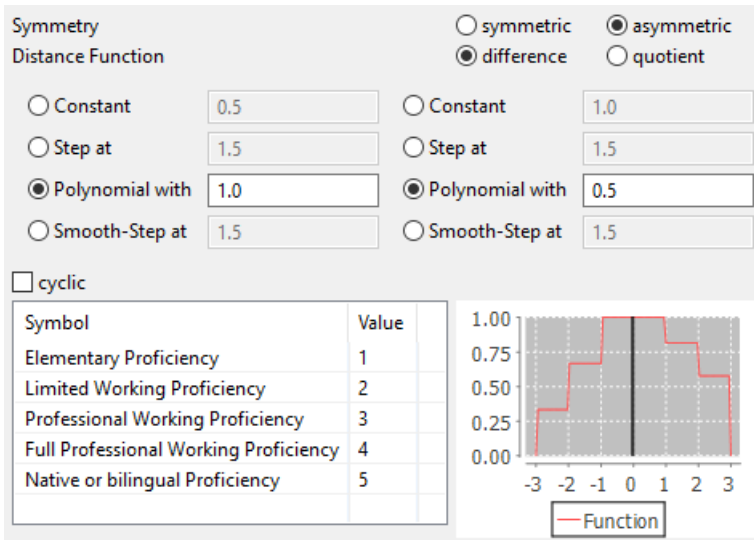 Symmetry symmetric asymmetric
Distance Function difference quotient
Constant 0.5 Constant 1.0
Step at 1.5 Step at 1.5
Polynomial with 1.0 Polynomial with 0.5
Smooth-Step at 1.5 Smooth-Step at 1.5
cyclic
Symbol Value
Elementary Proficiency 1
Limited Working Proficiency 2
Professional Working Proficiency 3
Full Professional Working Proficiency 4
Native or bilingual Proficiency 5
1.00
0.75
0.50
0.25
0.00
-3 -2 -1 0 1 2 3
Function